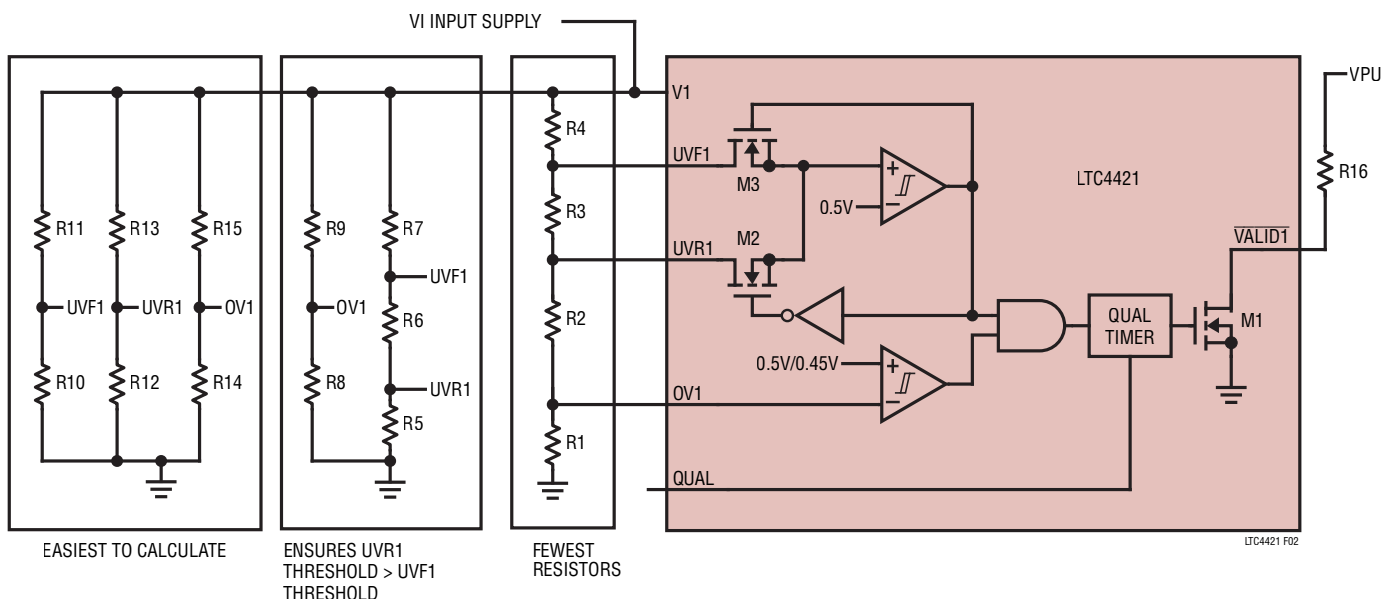 VI INPUT SUPPLY
VPU
V1
R4
UVF1
M3
LTC4421
R16
R11
R13
R15
R9
R7
R3
0.5V
UVR1
M2
VALID1
UVF1
UVF1
UVR1
OV1
OV1
R6
R2
QUAL
TIMER
M1
0.5V/0.45V
R10
R12
R14
R8
UVR1
OV1
R5
R1
QUAL
EASIEST TO CALCULATE
ENSURES UVR1
THRESHOLD > UVF1
THRESHOLD
FEWEST
RESISTORS
LTC4421 F02
+
−
+
−